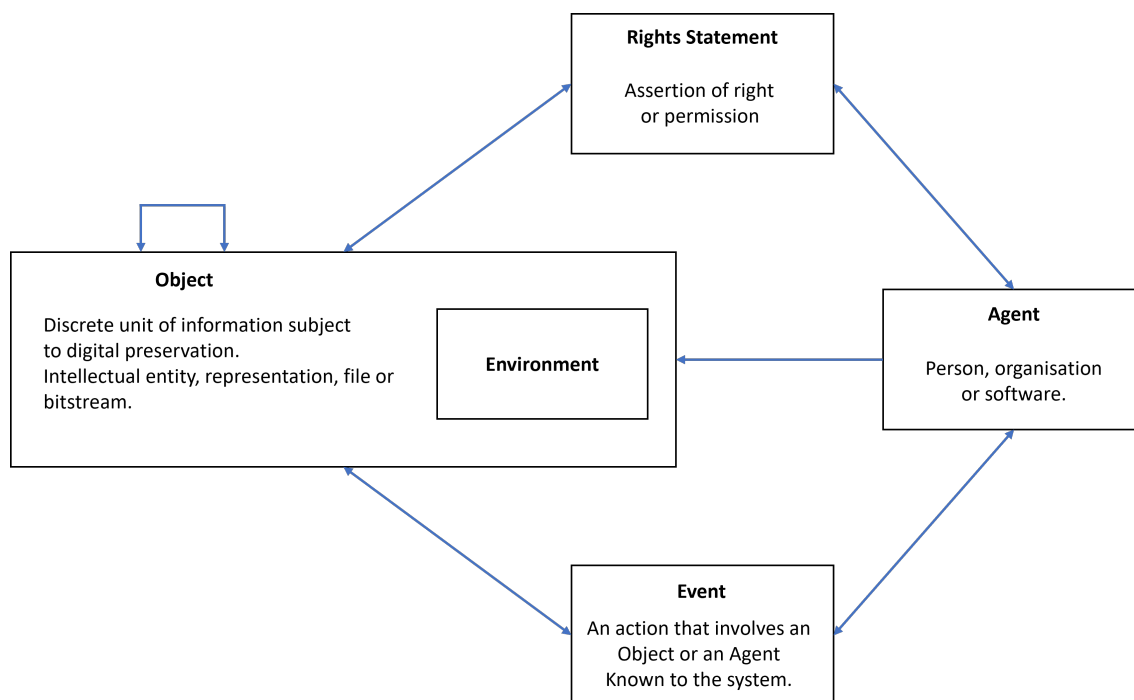 Rights Statement
Assertion of right
or permission
Object
Discrete unit of information subject
to digital preservation.
Intellectual entity, representation, file or
bitstream.
Environment
Agent
Person, organisation
or software.
Event
An action that involves an
Object or an Agent
Known to the system.